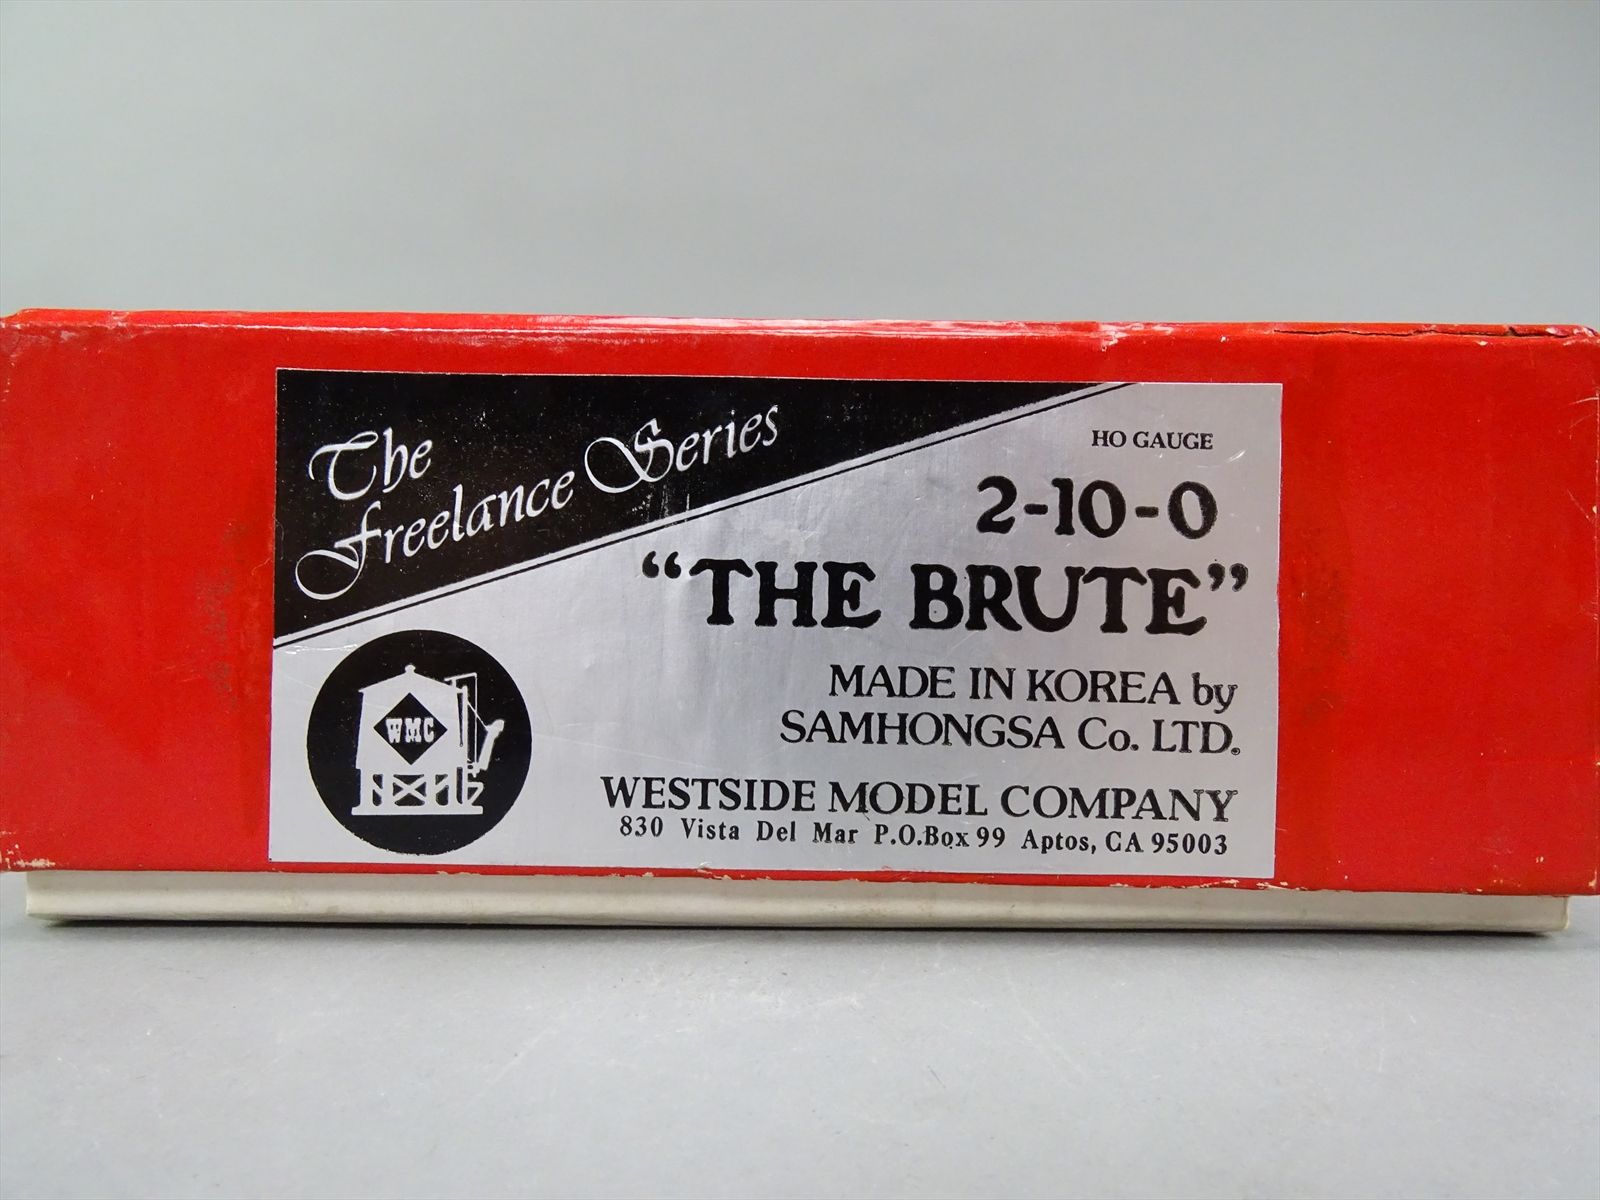 The
Freelance Series
HO GAUGE
2-10-0
“THE BRUTE”
MADE IN KOREA by
SAMHONGSA Co. LTD.
WMC
WESTSIDE MODEL COMPANY
830 Vista Del Mar P.O.Box 99 Aptos, CA 95003